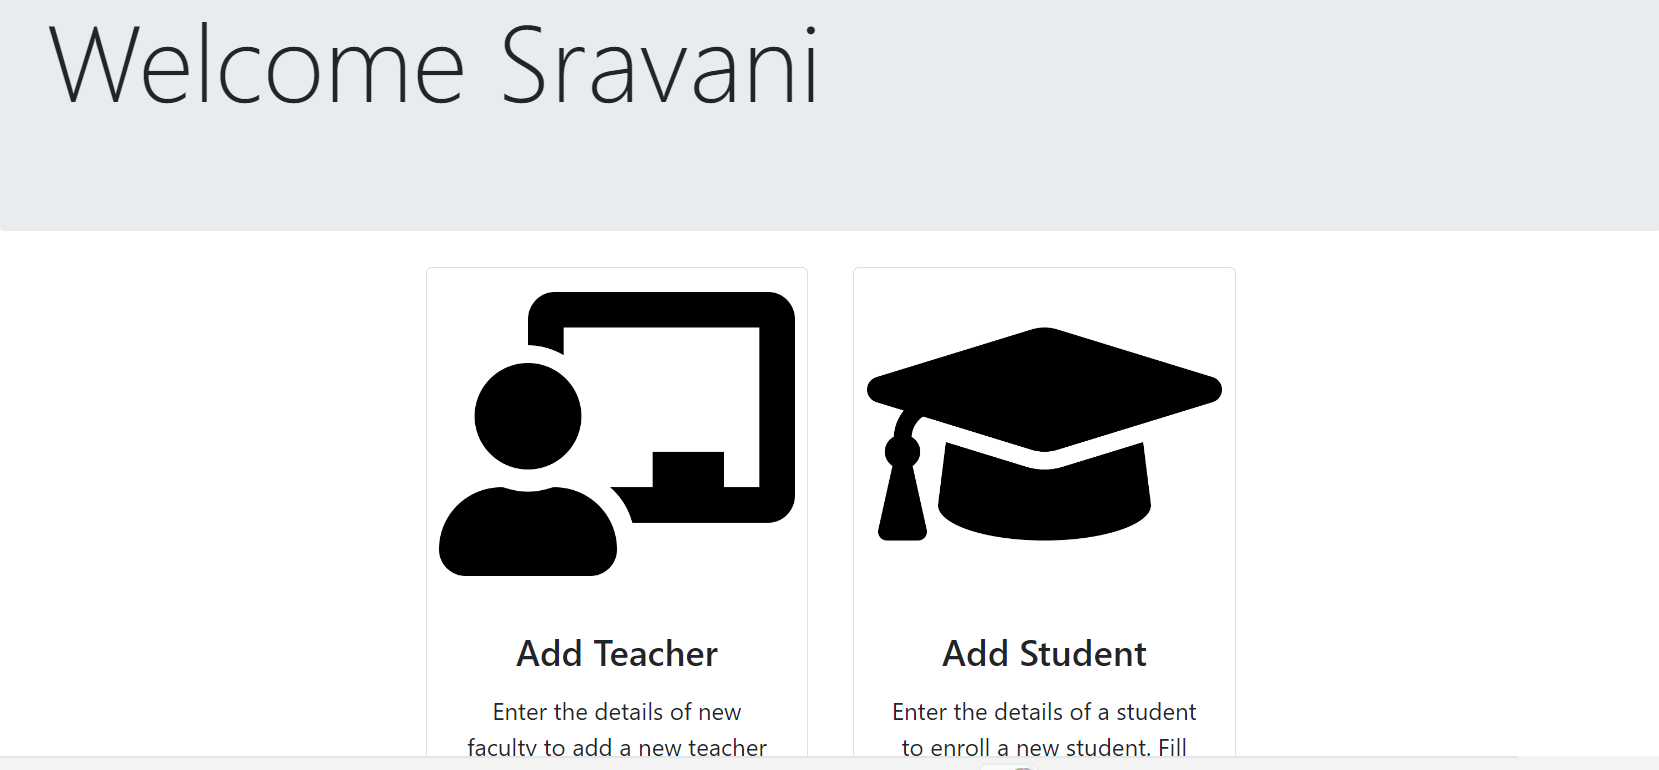 Welcome Sravani
Add Teacher
Enter the details of new
faculty to add a new teacher
Add Student
Enter the details of a student
to enroll a new student. Fill